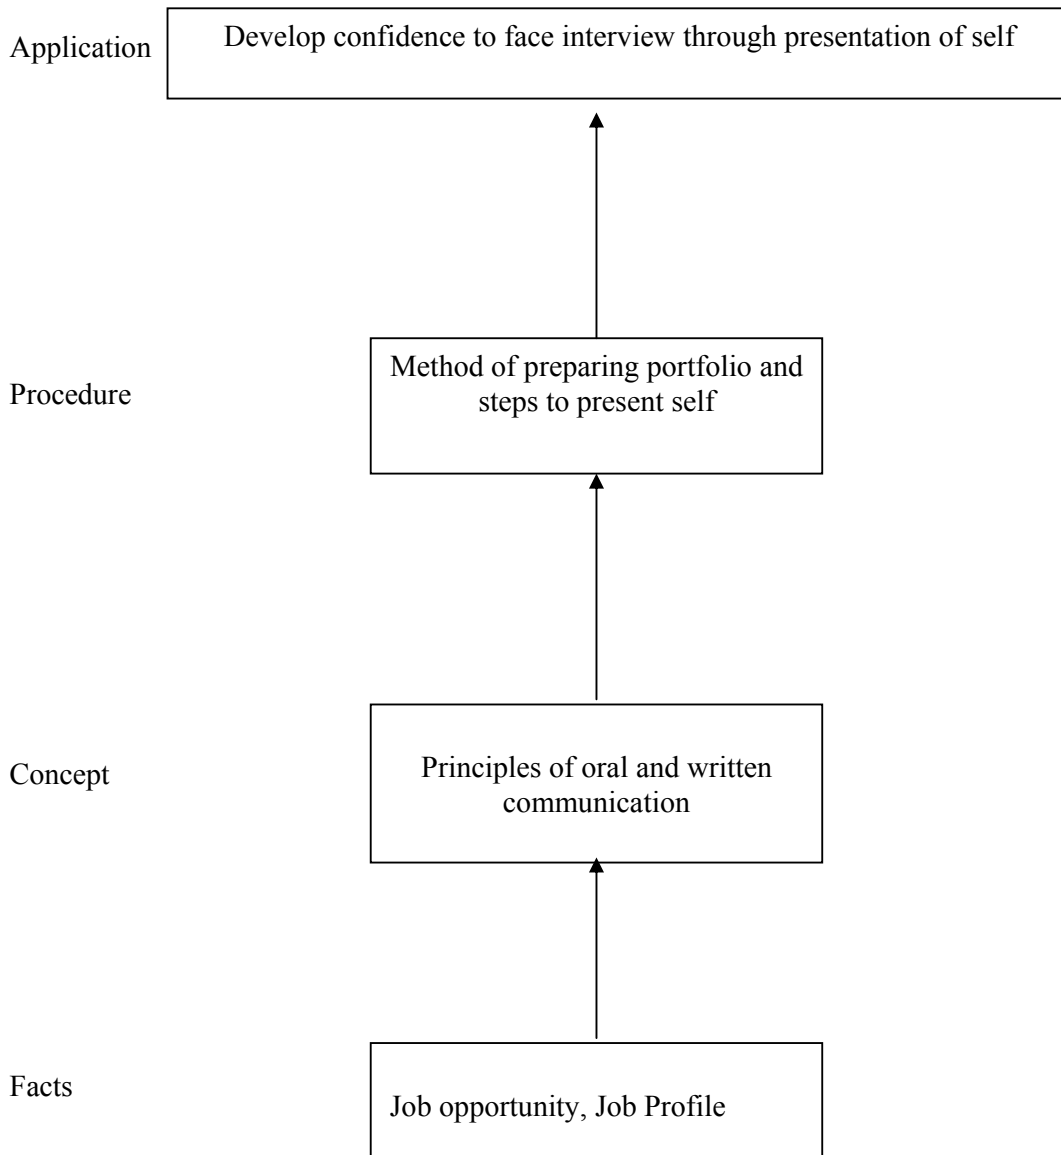 Application
Develop confidence to face interview through presentation of self
Procedure
Method of preparing portfolio and
steps to present self
Concept
Principles of oral and written
communication
Facts
Job opportunity, Job Profile